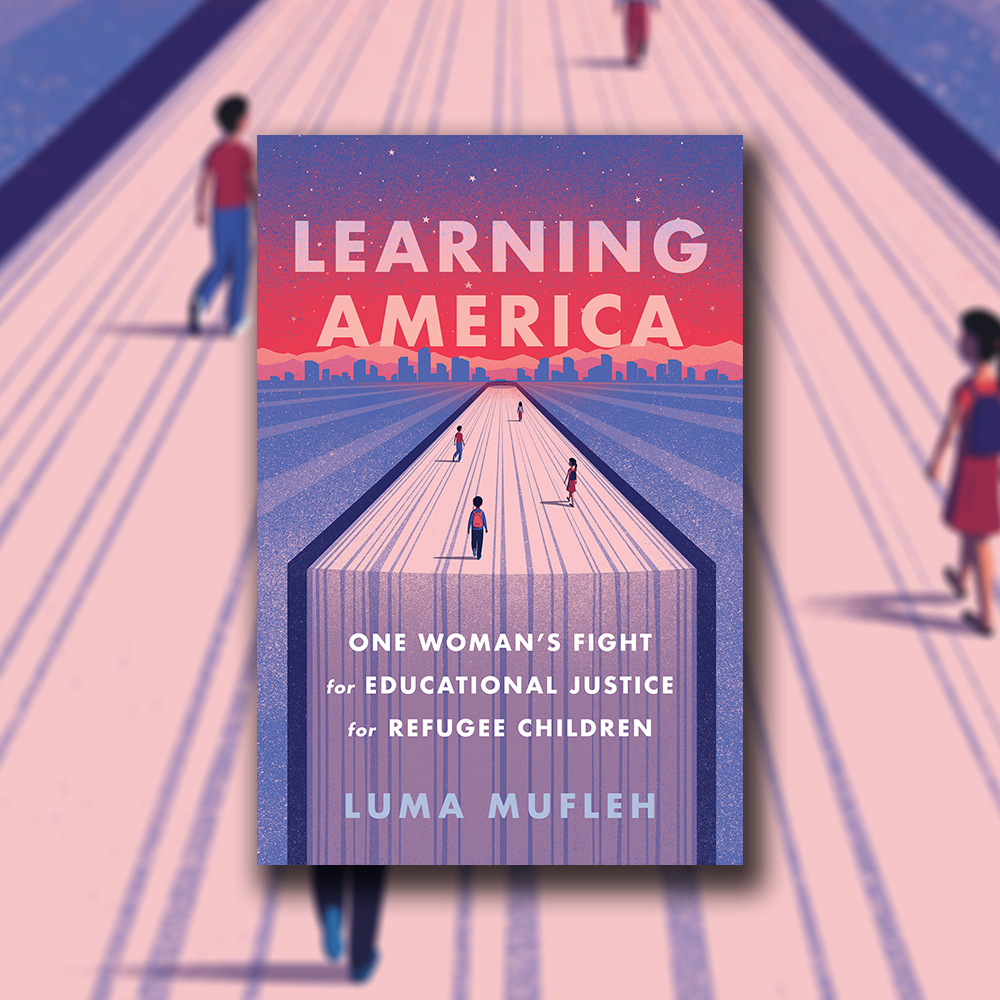 LEARNING
AMERICA
ONE WOMAN'S FIGHT
for EDUCATIONAL JUSTICE
for REFUGEE CHILDREN
LUMA MUFLEH